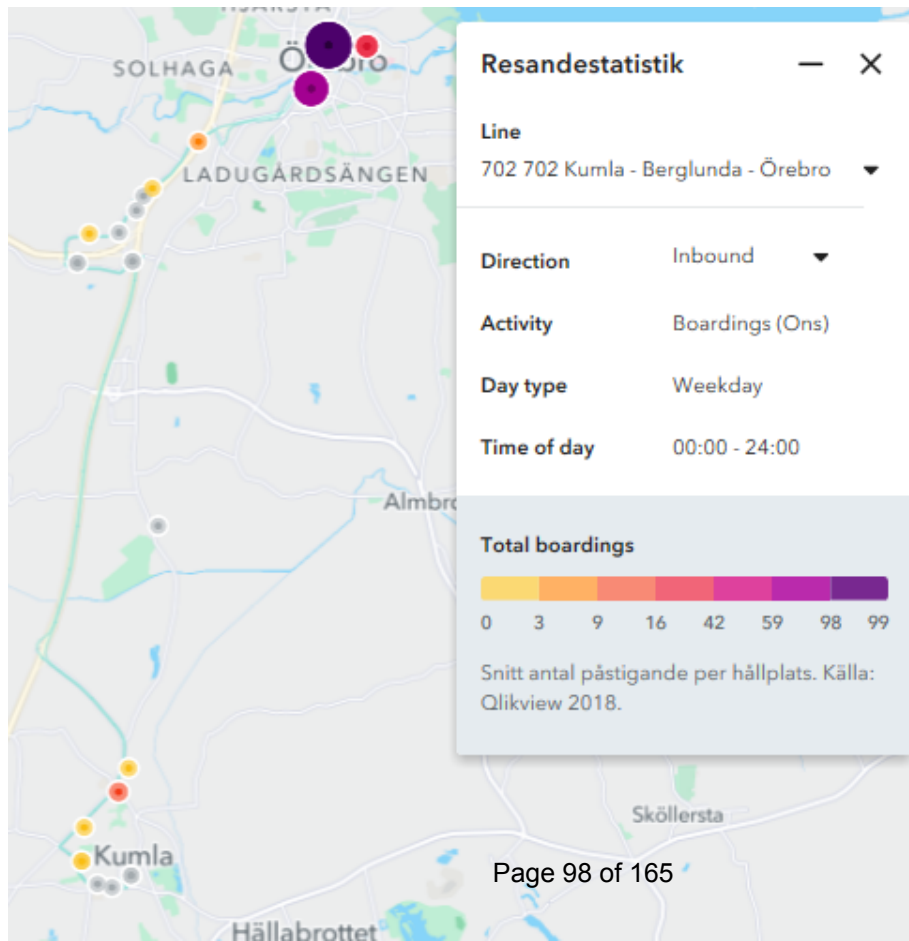 SOLHAGA
LADUGÅRDSÄNGEN
Kumla
Hällabrottet
Sköllersta
Resandestatistik
Line
702 702 Kumla - Berglunda - Örebro
Direction Inbound
Activity Boardings (Ons)
Day type Weekday
Time of day 00:00 - 24:00
Total boardings
0 3 9 16 42 59 98 99
Snitt antal påstigande per hållplats. Källa:
Qlikview 2018.
Page 98 of 165